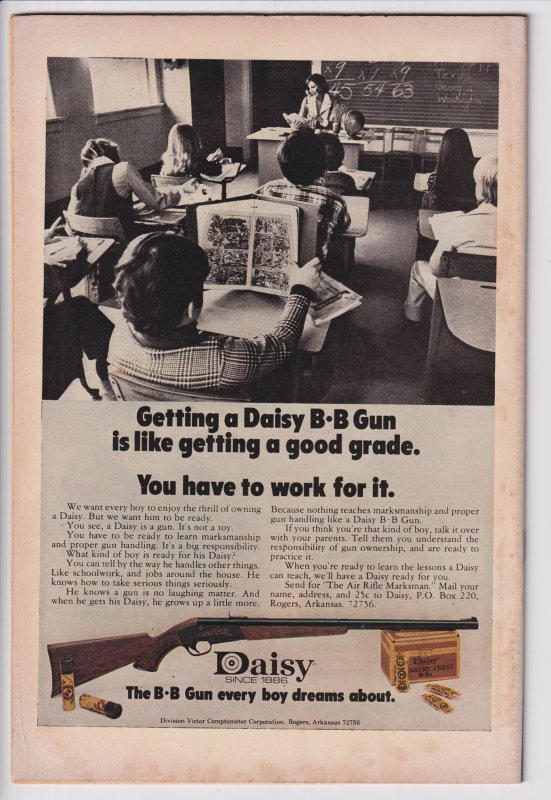 x9 x9 x9
45 54 63
Getting a Daisy B·B Gun
is like getting a good grade.
You have to work for it.
We want every boy to enjoy the thrill of owning
a Daisy. But we want him to be ready.
You see, a Daisy is a gun. It's not a toy.
You have to be ready to learn marksmanship
and proper gun handling. It's a big responsibility.
What kind of boy is ready for his Daisy?
You can tell by the way he handles other things.
Like schoolwork, and jobs around the house. He
knows how to take serious things seriously.
He knows a gun is no laughing matter. And
when he gets his Daisy, he grows up a little more.
Because nothing teaches marksmanship and proper
gun handling like a Daisy B·B Gun.
If you think you're that kind of boy, talk it over
with your parents. Tell them you understand the
responsibility of gun ownership, and are ready to
practice it.
When you're ready to learn the lessons a Daisy
can teach, we'll have a Daisy ready for you.
Send for "The Air Rifle Marksman." Mail your
name, address, and 25¢ to Daisy, P.O. Box 220,
Rogers, Arkansas. 72756.
Daisy
TREASURE CHEST
B·Bs
Daisy
SINCE 1886
The B·B Gun every boy dreams about.
Division Victor Comptometer Corporation. Rogers, Arkansas 72756